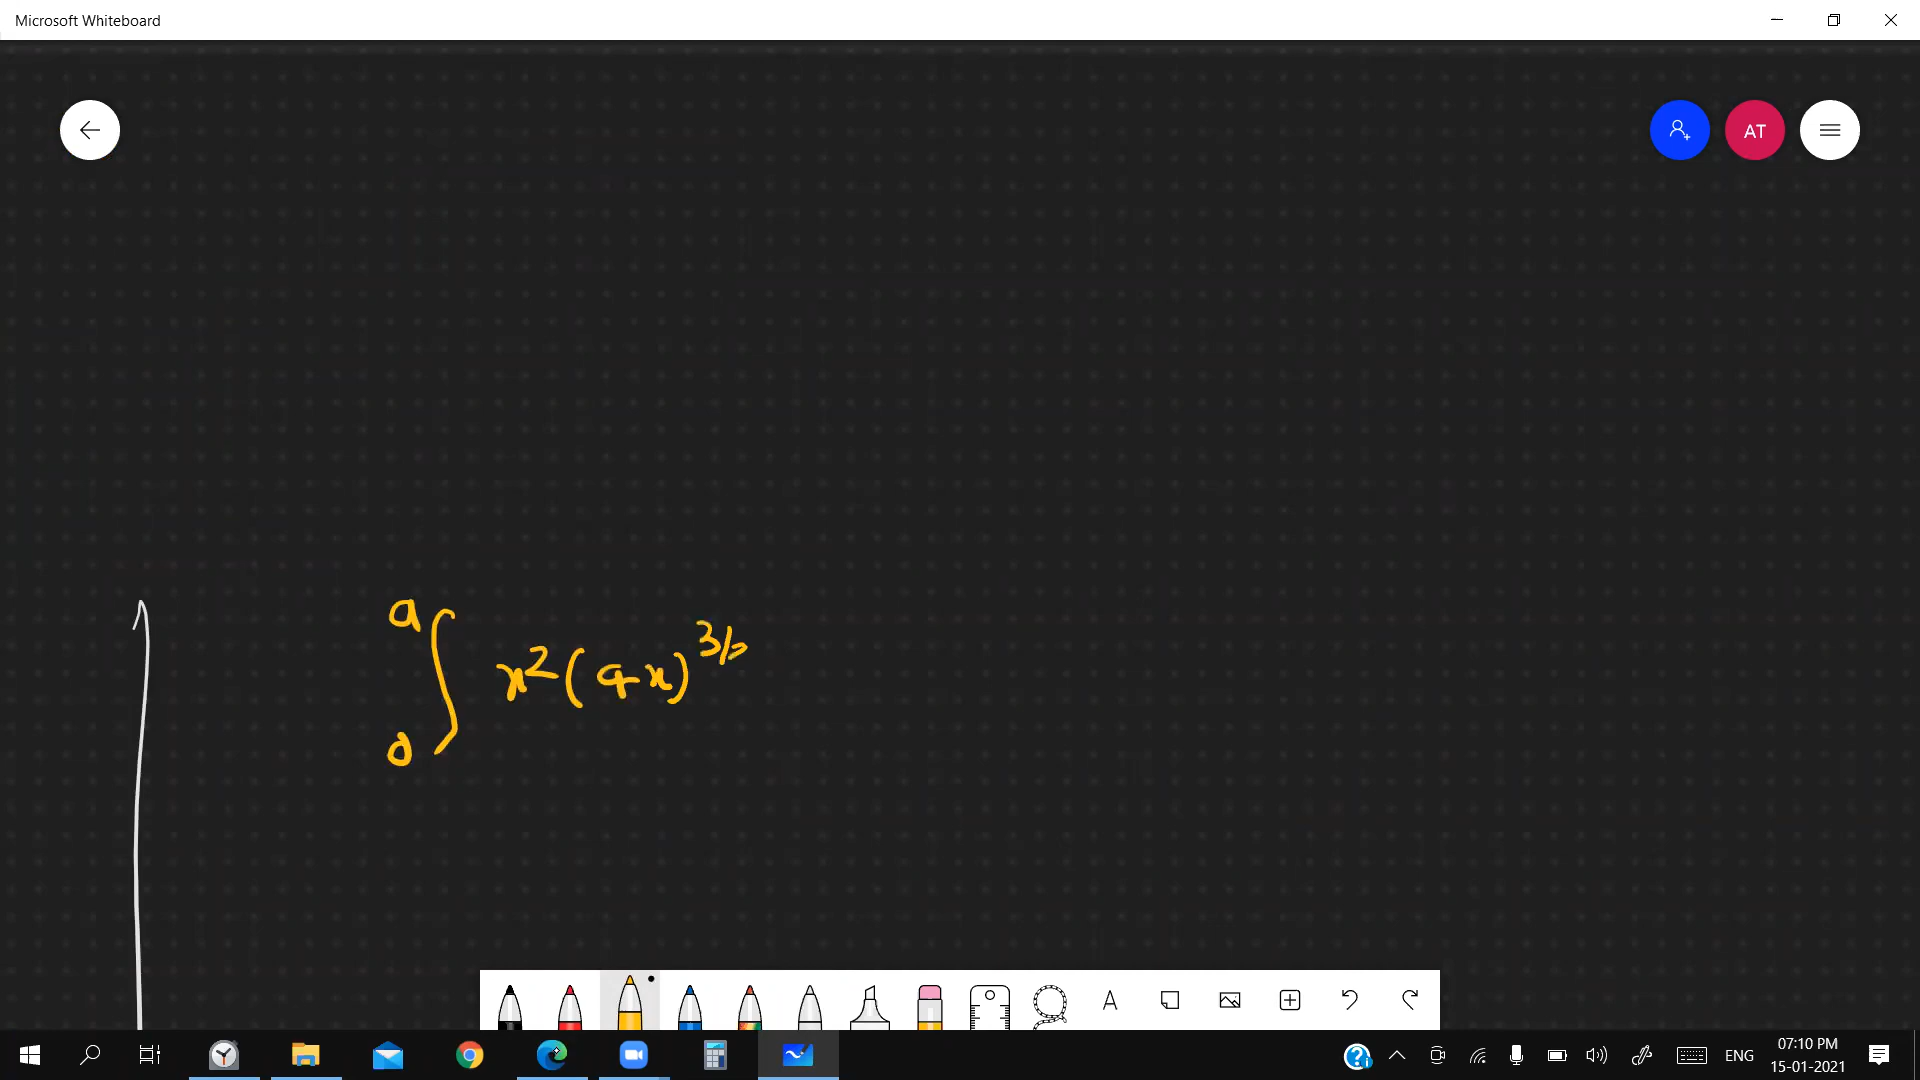 Microsoft Whiteboard
AT
a
∫ x²(a-x)^3/2
0
A
ENG
07:10 PM
15-01-2021